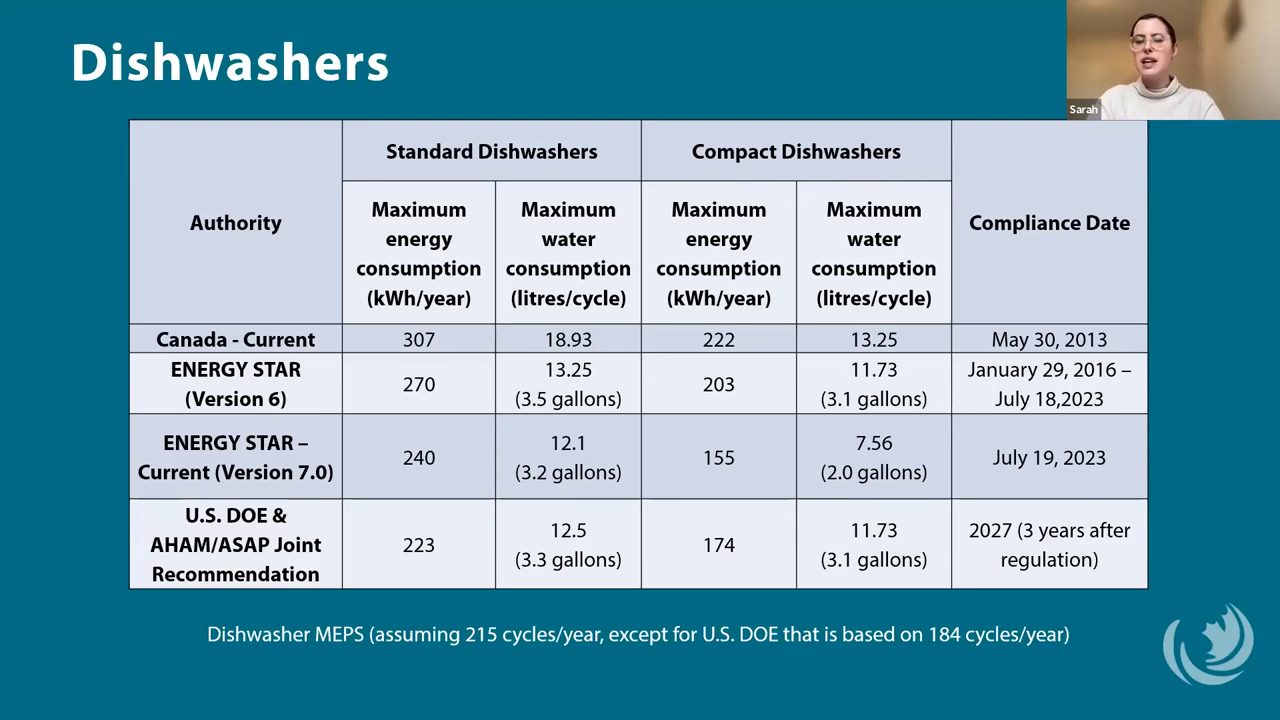 Dishwashers
Sarah
Authority
Standard Dishwashers
Compact Dishwashers
Compliance Date
Maximum
energy
consumption
(kWh/year)
Maximum
water
consumption
(litres/cycle)
Maximum
energy
consumption
(kWh/year)
Maximum
water
consumption
(litres/cycle)
Canada - Current
307
18.93
222
13.25
May 30, 2013
ENERGY STAR
(Version 6)
270
13.25
(3.5 gallons)
203
11.73
(3.1 gallons)
January 29, 2016 –
July 18,2023
ENERGY STAR –
Current (Version 7.0)
240
12.1
(3.2 gallons)
155
7.56
(2.0 gallons)
July 19, 2023
U.S. DOE &
AHAM/ASAP Joint
Recommendation
223
12.5
(3.3 gallons)
174
11.73
(3.1 gallons)
2027 (3 years after
regulation)
Dishwasher MEPS (assuming 215 cycles/year, except for U.S. DOE that is based on 184 cycles/year)